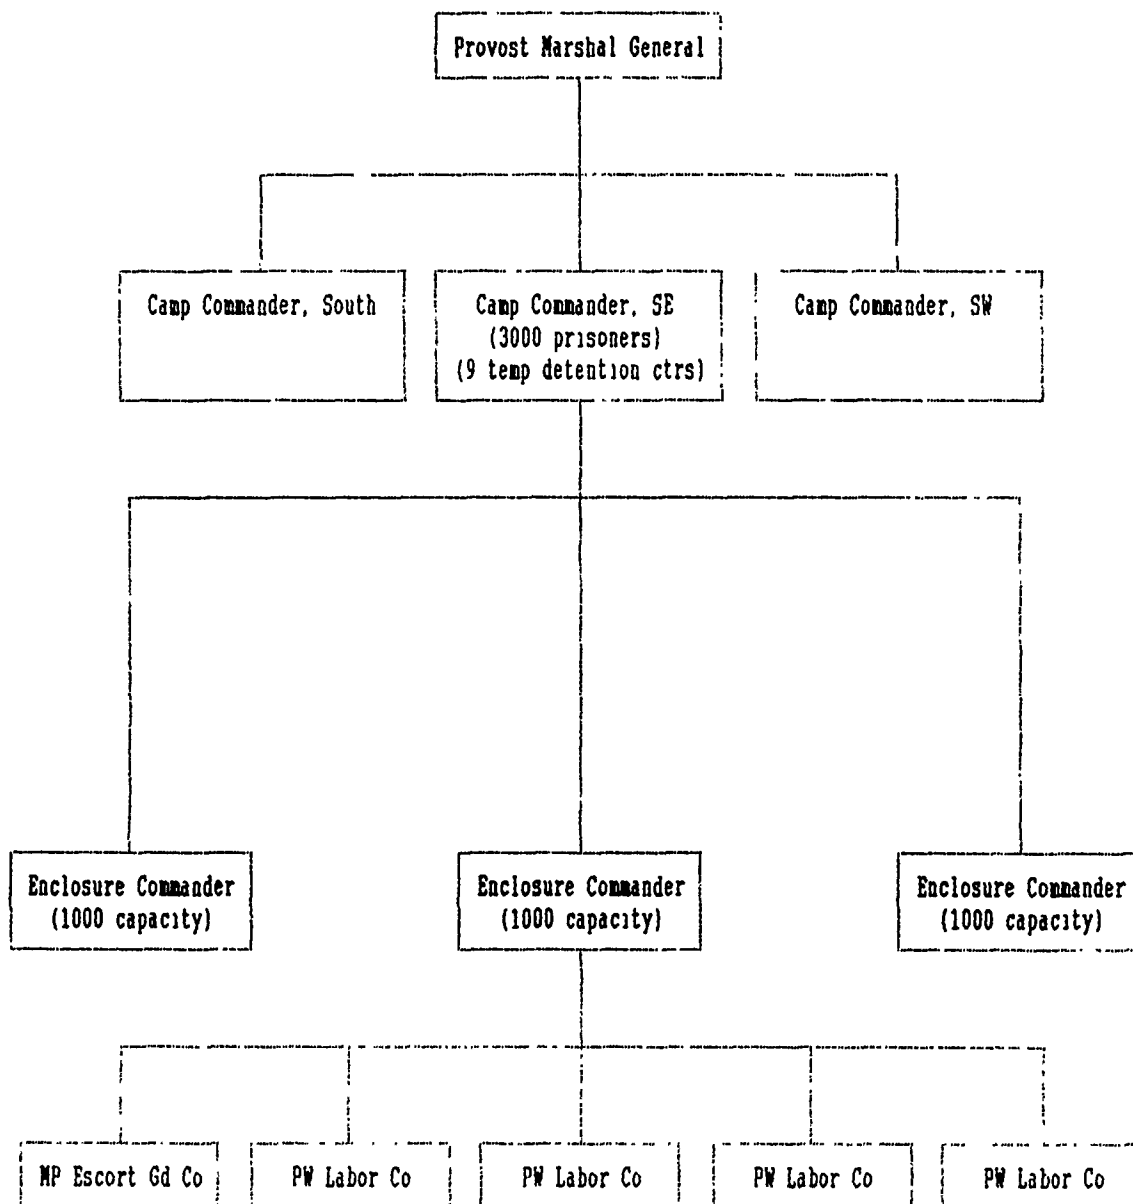 Provost Marshal General
Camp Commander, South
Camp Commander, SE
(3000 prisoners)
(9 temp detention ctrs)
Camp Commander, SW
Enclosure Commander
(1000 capacity)
Enclosure Commander
(1000 capacity)
Enclosure Commander
(1000 capacity)
MP Escort Gd Co
PW Labor Co
PW Labor Co
PW Labor Co
PW Labor Co